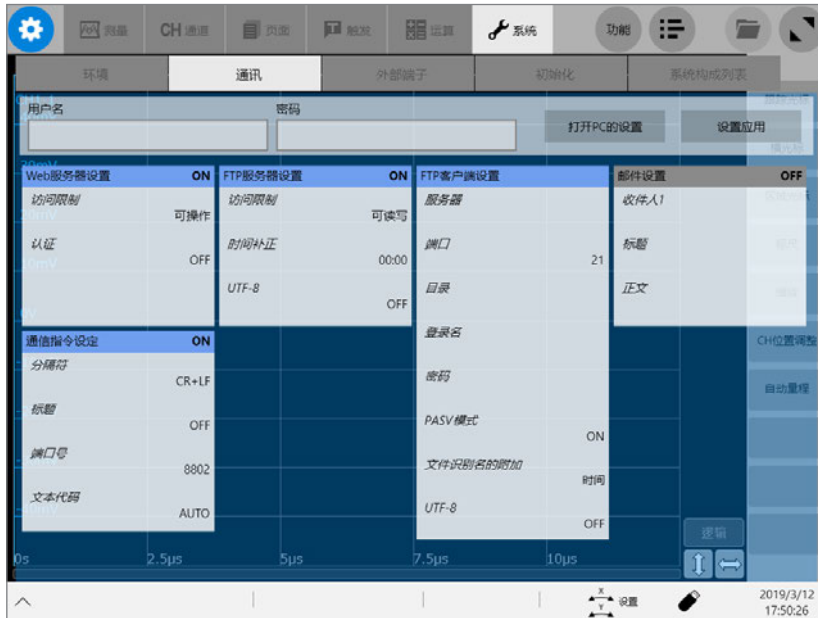 测量 CH 通道 页面 触发 运算 系统 功能
环境 通讯 外部端子 初始化 系统构成列表
用户名 密码
打开PC的设置 设置应用
Web服务器设置 ON
访问限制
可操作
认证
OFF
FTP服务器设置 ON
访问限制
可读写
时间补正
00:00
UTF-8
OFF
FTP客户端设置
服务器
端口
21
目录
登录名
密码
PASV模式
ON
文件识别名的附加
时间
UTF-8
OFF
邮件设置 OFF
收件人1
标题
正文
通信指令设定 ON
分隔符
CR+LF
标题
OFF
端口号
8802
文本代码
AUTO
CH位置调整
自动量程
逻辑
0s 2.5μs 5μs 7.5μs 10μs
X
Y
设置
2019/3/12
17:50:26